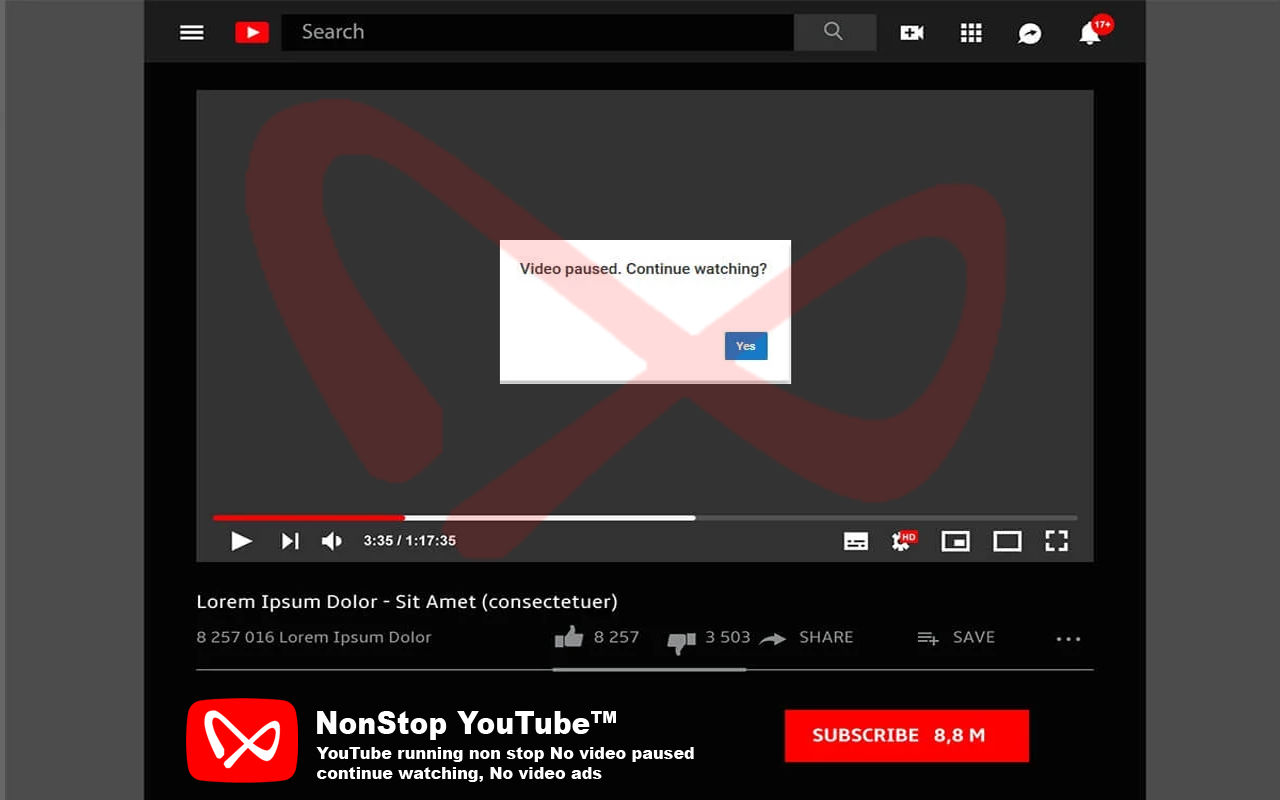 Search
17+
Video paused. Continue watching?
Yes
3:35 / 1:17:35
HD
Lorem Ipsum Dolor - Sit Amet (consectetuer)
8 257 016 Lorem Ipsum Dolor
8 257
3 503
SHARE
SAVE
NonStop YouTube™
YouTube running non stop No video paused
continue watching, No video ads
SUBSCRIBE 8,8 M